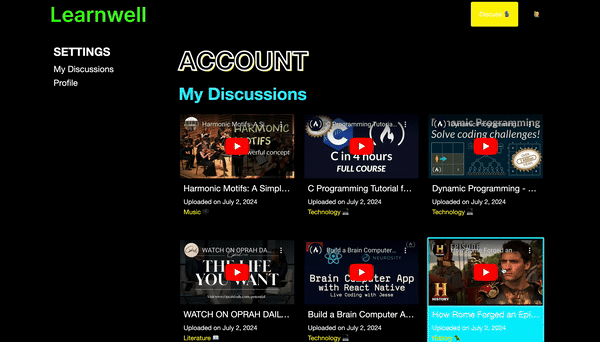 Learnwell
Discuss
SETTINGS
My Discussions
Profile
ACCOUNT
My Discussions
Harmonic Motifs: A Si...
HARMONIC
MOTIFS
powerful concept
C Programming Tutoria...
C
C in 4 hours
FULL COURSE
Dynamic Programming
Solve coding challenges!
Harmonic Motifs: A Simpl...
Uploaded on July 2, 2024
Music
C Programming Tutorial f...
Uploaded on July 2, 2024
Technology
Dynamic Programming - ...
Uploaded on July 2, 2024
Technology
WATCH ON OPRAH DAI...
THE LIFE
YOU WANT
Build a Brain Computer ...
NEUROSITY
Brain Computer App
with React Native
Live Coding with Jesse
How Rome Forged an ...
H
HISTORY
WATCH ON OPRAH DAIL...
Uploaded on July 2, 2024
Literature
Build a Brain Computer A...
Uploaded on July 2, 2024
Technology
How Rome Forged an Epi...
Uploaded on July 2, 2024
History